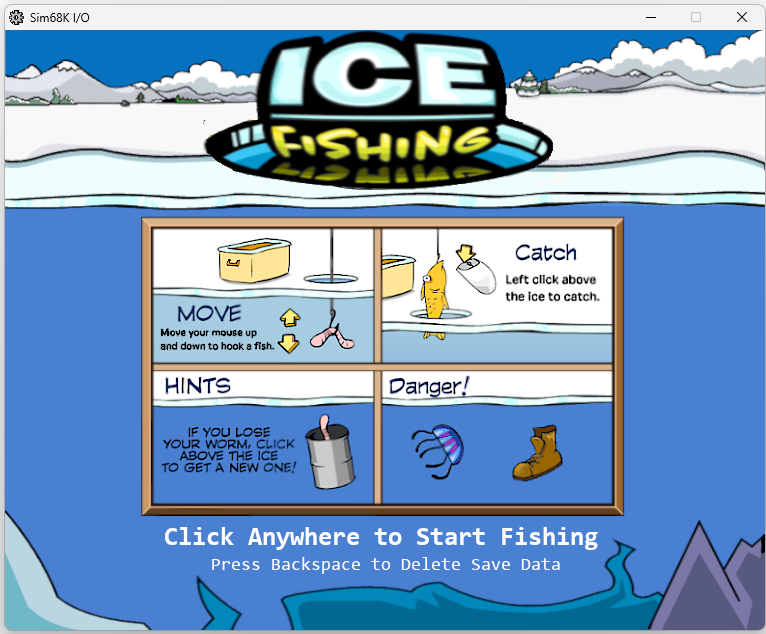 Sim68K I/O
ICE
FISHING
MOVE
Move your mouse up
and down to hook a fish.
Catch
Left click above
the ice to catch.
HINTS
IF YOU LOSE
YOUR WORM, CLICK
ABOVE THE ICE
TO GET A NEW ONE!
Danger!
Click Anywhere to Start Fishing
Press Backspace to Delete Save Data